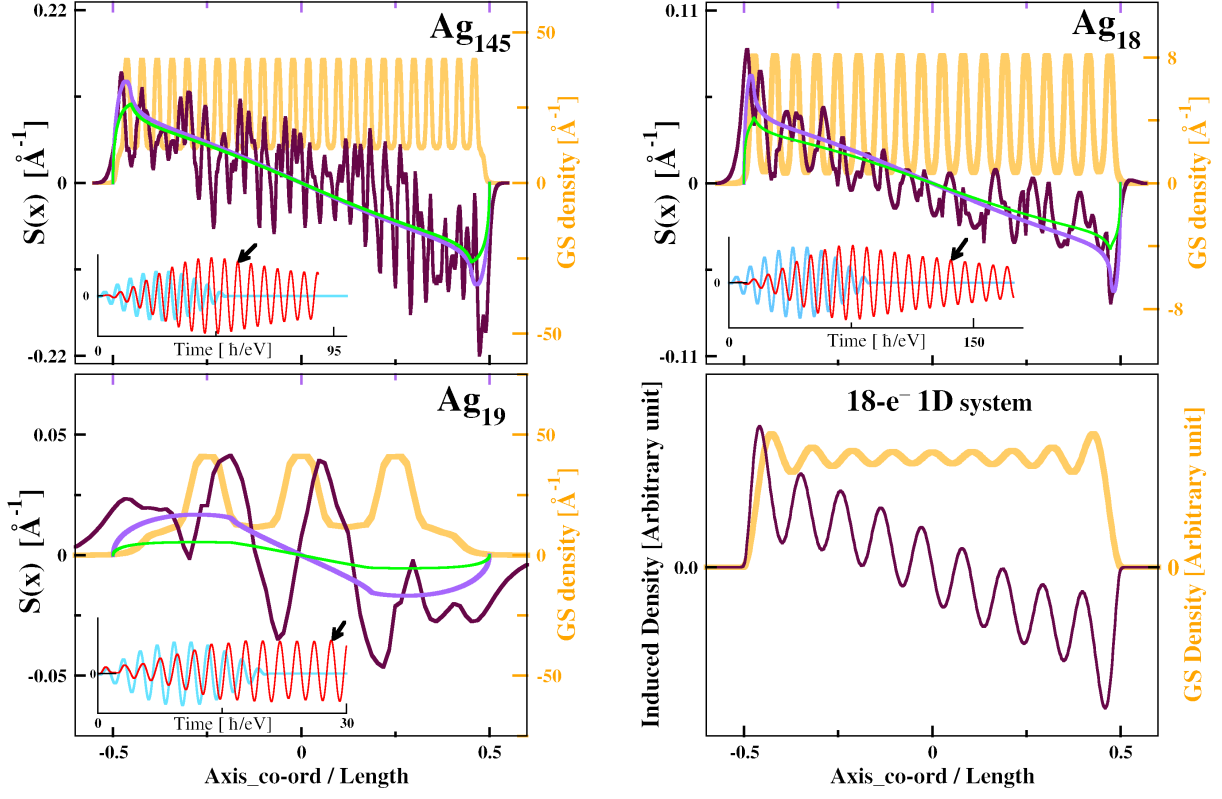 0.22
0
-0.22
S(x) [Å⁻¹]
Ag₁₄₅
50
0
-50
GS density [Å⁻¹]
0
0
95
Time [ ħ/eV]
0.11
0
-0.11
S(x) [Å⁻¹]
Ag₁₈
8
0
-8
GS density [Å⁻¹]
0
0
150
Time [ ħ/eV]
0.05
0
-0.05
S(x) [Å⁻¹]
Ag₁₉
50
0
-50
GS density [Å⁻¹]
0
0
30
Time [ ħ/eV]
-0.5
0
0.5
Axis_co-ord / Length
18-e⁻ 1D system
Induced Density [Arbitrary unit]
0.0
0
GS Density [Arbitrary unit]
-0.5
0
0.5
Axis_co-ord / Length